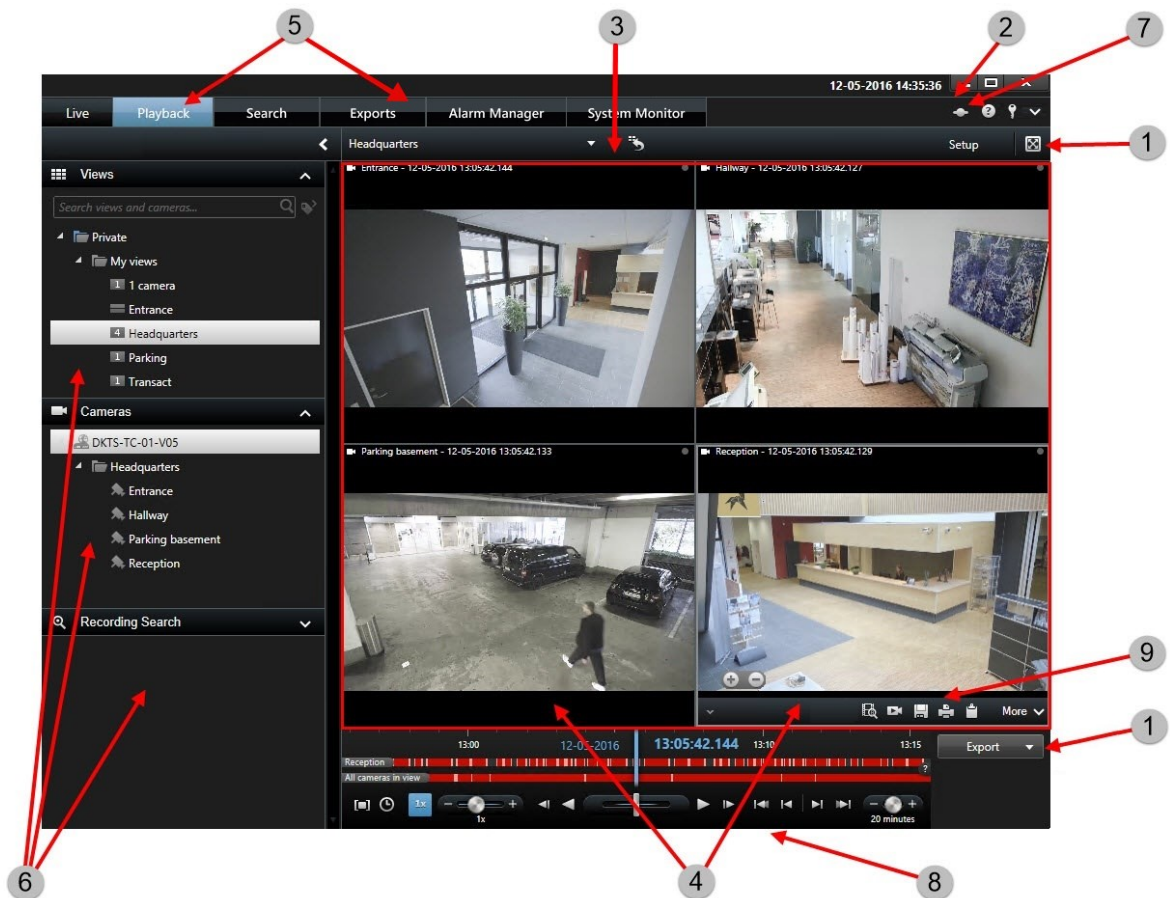 5
3
2
7
12-05-2016 14:35:36
Live Playback Search Exports Alarm Manager System Monitor
Headquarters Setup
1
Views
Search views and cameras...
Private
My views
1 1 camera
Entrance
4 Headquarters
1 Parking
1 Transact
Cameras
DKTS-TC-01-V05
Headquarters
Entrance
Hallway
Parking basement
Reception
Recording Search
Entrance - 12-05-2016 13:05:42.144
Hallway - 12-05-2016 13:05:42.127
Parking basement - 12-05-2016 13:05:42.133
Reception - 12-05-2016 13:05:42.129
9
More
13:00 12-05-2016 13:05:42.144 13:10 13:15
Export
1
Reception
?
All cameras in view
1x
1x
20 minutes
6
4
8